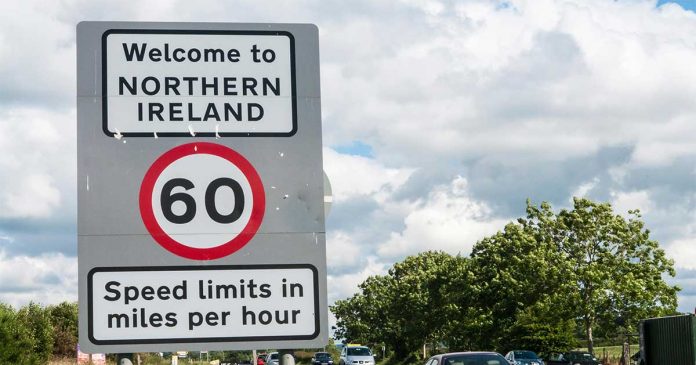 Welcome to
NORTHERN
IRELAND
60
Speed limits in
miles per hour